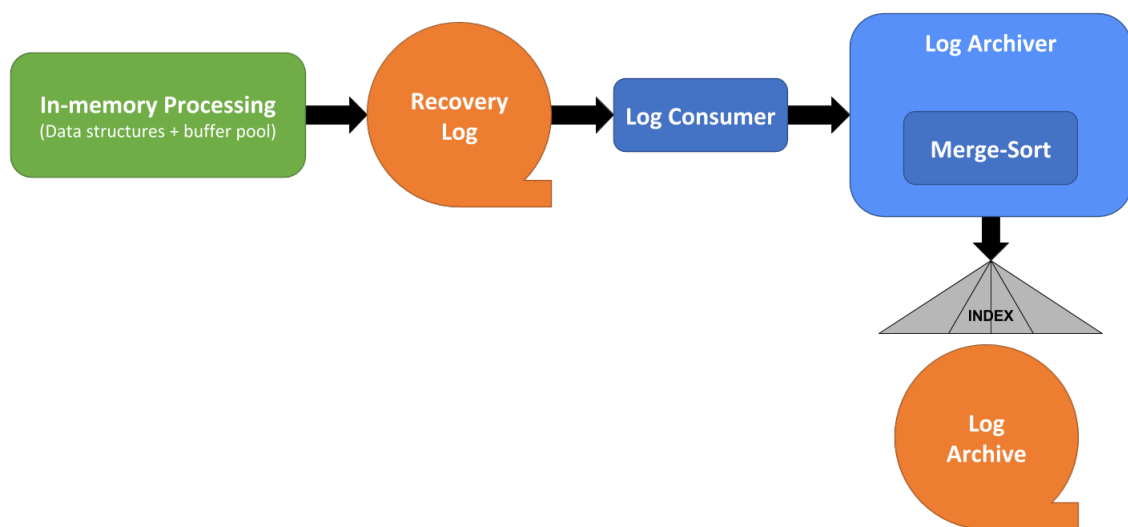 In-memory Processing
(Data structures + buffer pool)
Recovery
Log
Log Consumer
Log Archiver
Merge-Sort
INDEX
Log
Archive